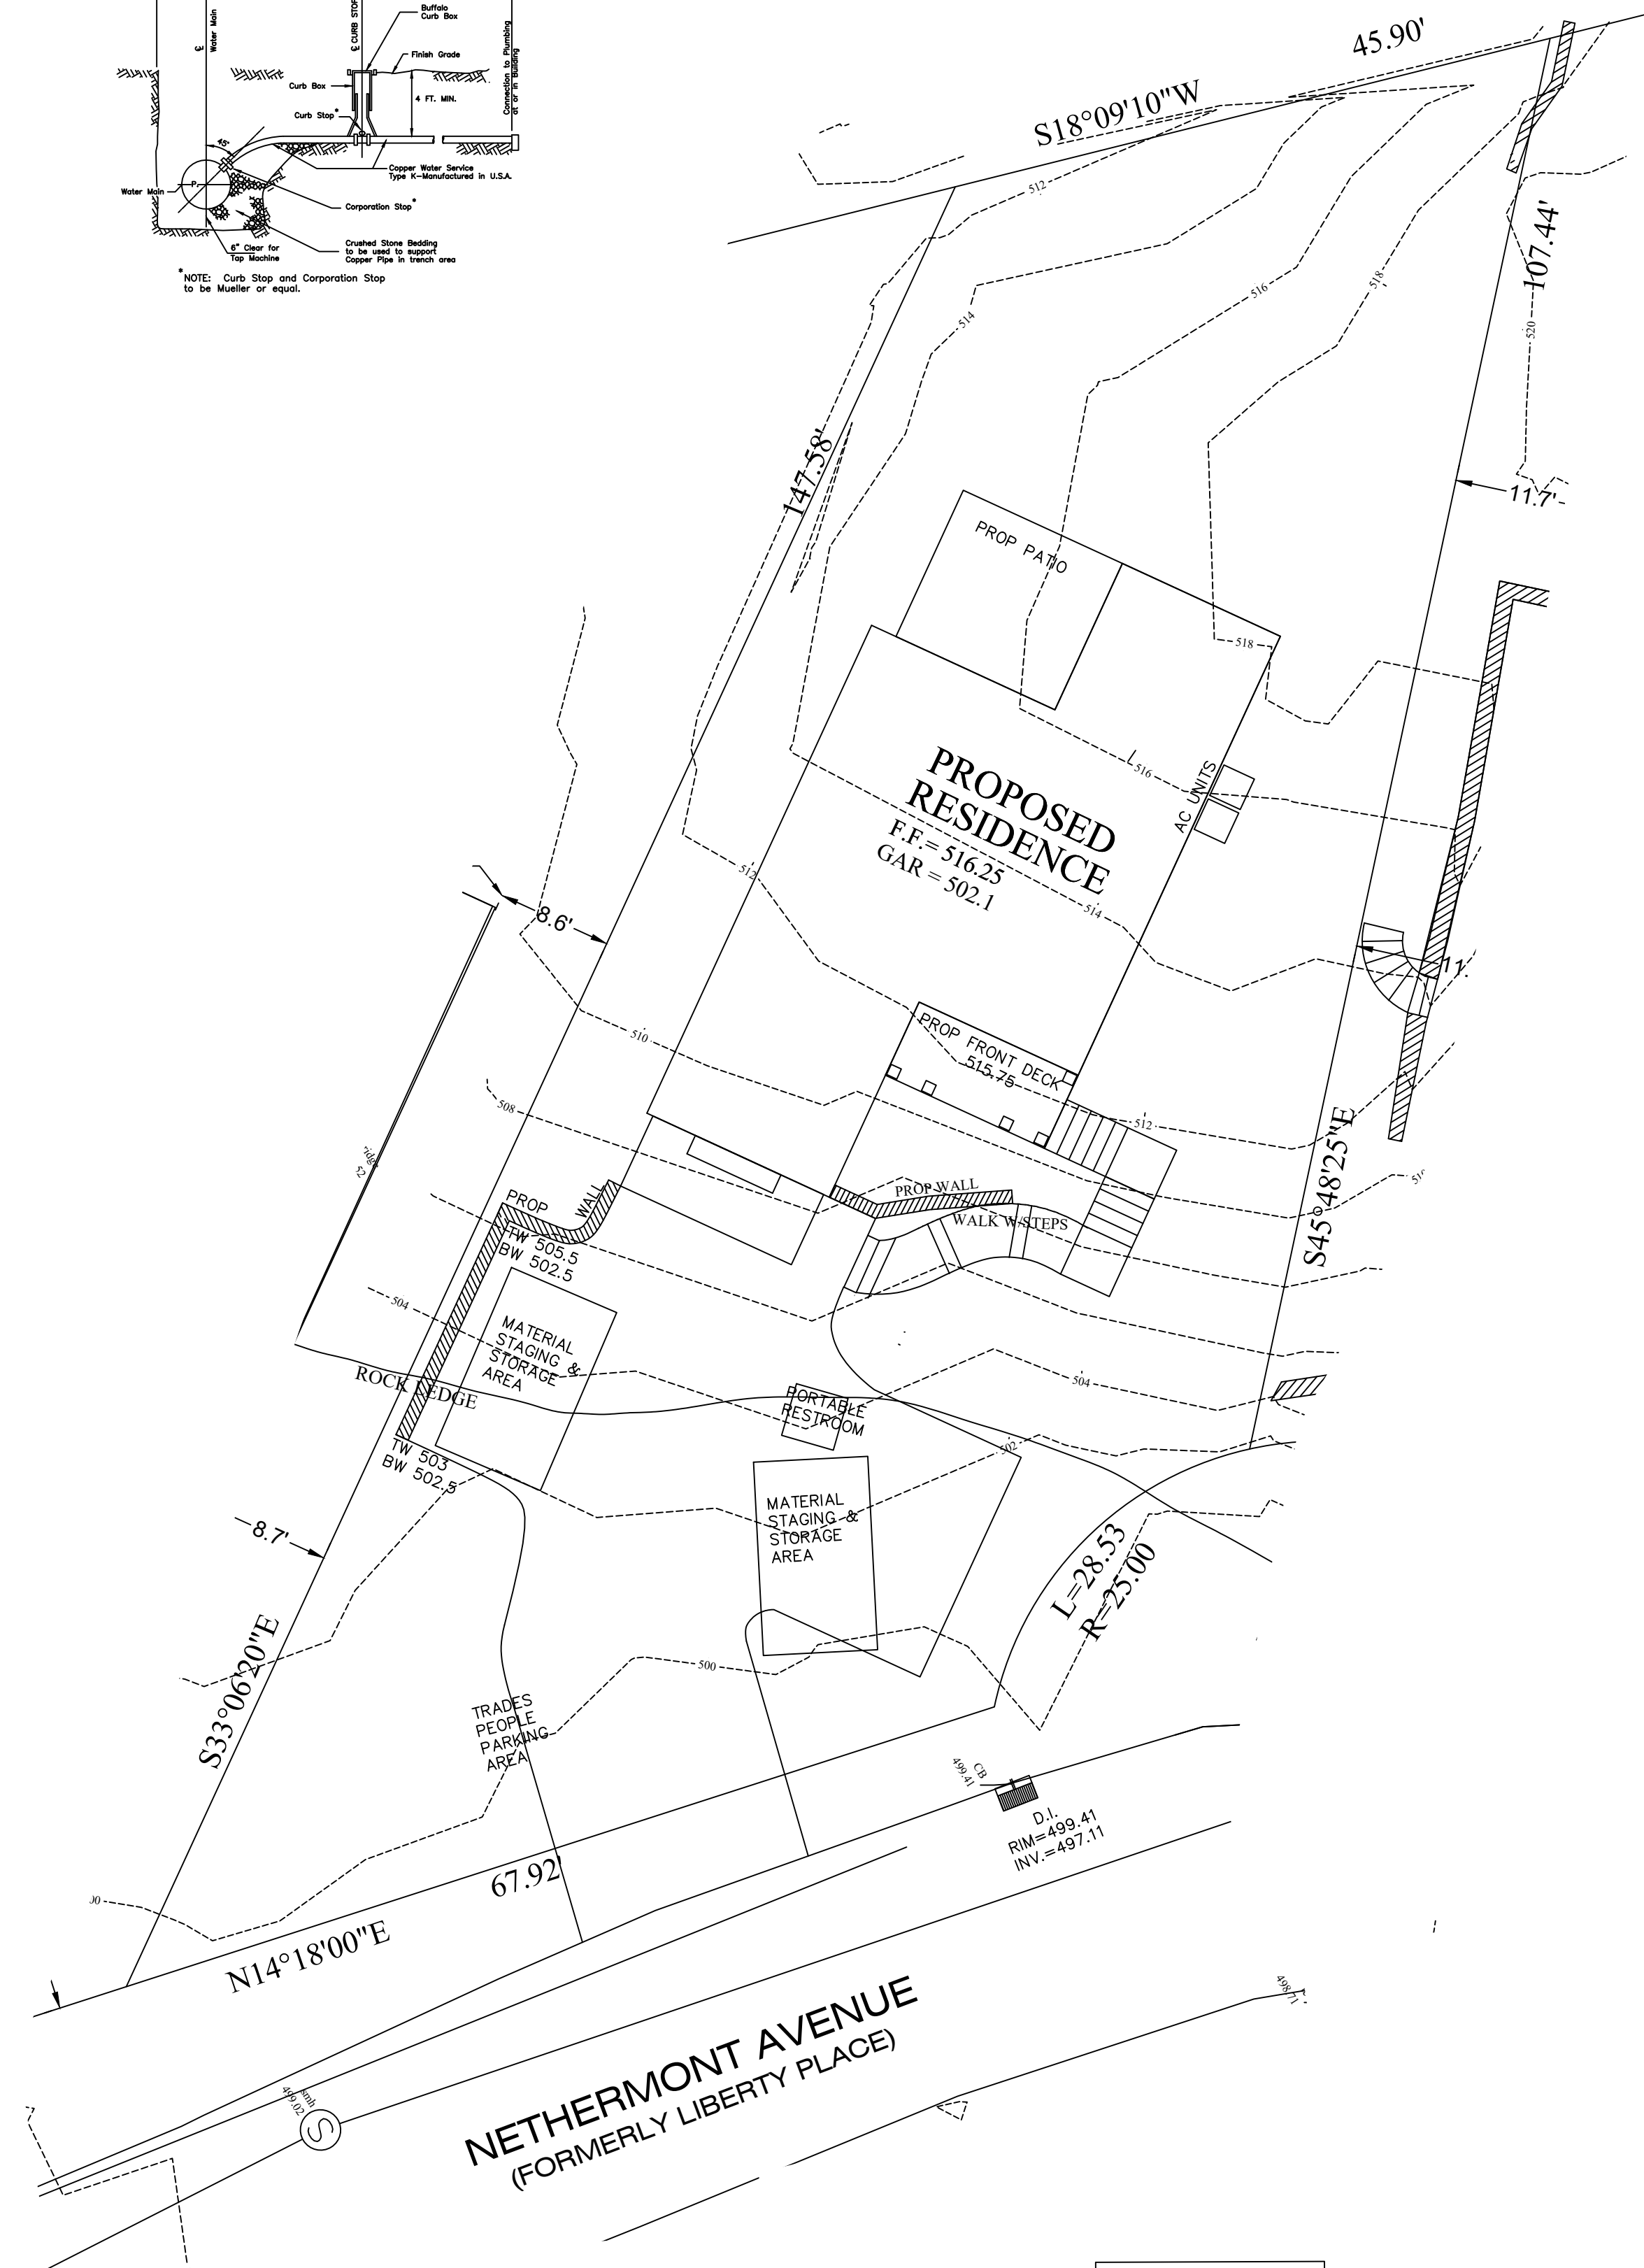 Water Main
℄
℄ CURB STOP
Buffalo
Curb Box
Finish Grade
Connection to Plumbing
at or in Building
Curb Box
4 FT. MIN.
Curb Stop*
45°
Copper Water Service
Type K-Manufactured in U.S.A.
Water Main
Corporation Stop*
6" Clear for
Tap Machine
Crushed Stone Bedding
to be used to support
Copper Pipe in trench area
*NOTE: Curb Stop and Corporation Stop
to be Mueller or equal.
45.90'
S18°09'10"W
512
107.44'
518
516
514
520
147.58'
11.7'
PROP PATIO
518
516
AC UNITS
PROPOSED
RESIDENCE
F.F.= 516.25
GAR = 502.1
512
514
8.6'
11.
510
PROP FRONT DECK
515.75
508
512
S45°48'25"E
PROP WALL
WALK W/STEPS
PROP
WALL
TW 505.5
BW 502.5
504
MATERIAL
STAGING &
STORAGE
AREA
ROCK LEDGE
PORTABLE
RESTROOM
504
502
TW 503
BW 502.5
MATERIAL
STAGING &
STORAGE
AREA
8.7'
L=28.53
R=25.00
S33°06'20"E
500
TRADES
PEOPLE
PARKING
AREA
CB
499.41
D.I.
RIM=499.41
INV.=497.11
67.92'
N14°18'00"E
NETHERMONT AVENUE
(FORMERLY LIBERTY PLACE)
498.71
smh
499.02
S